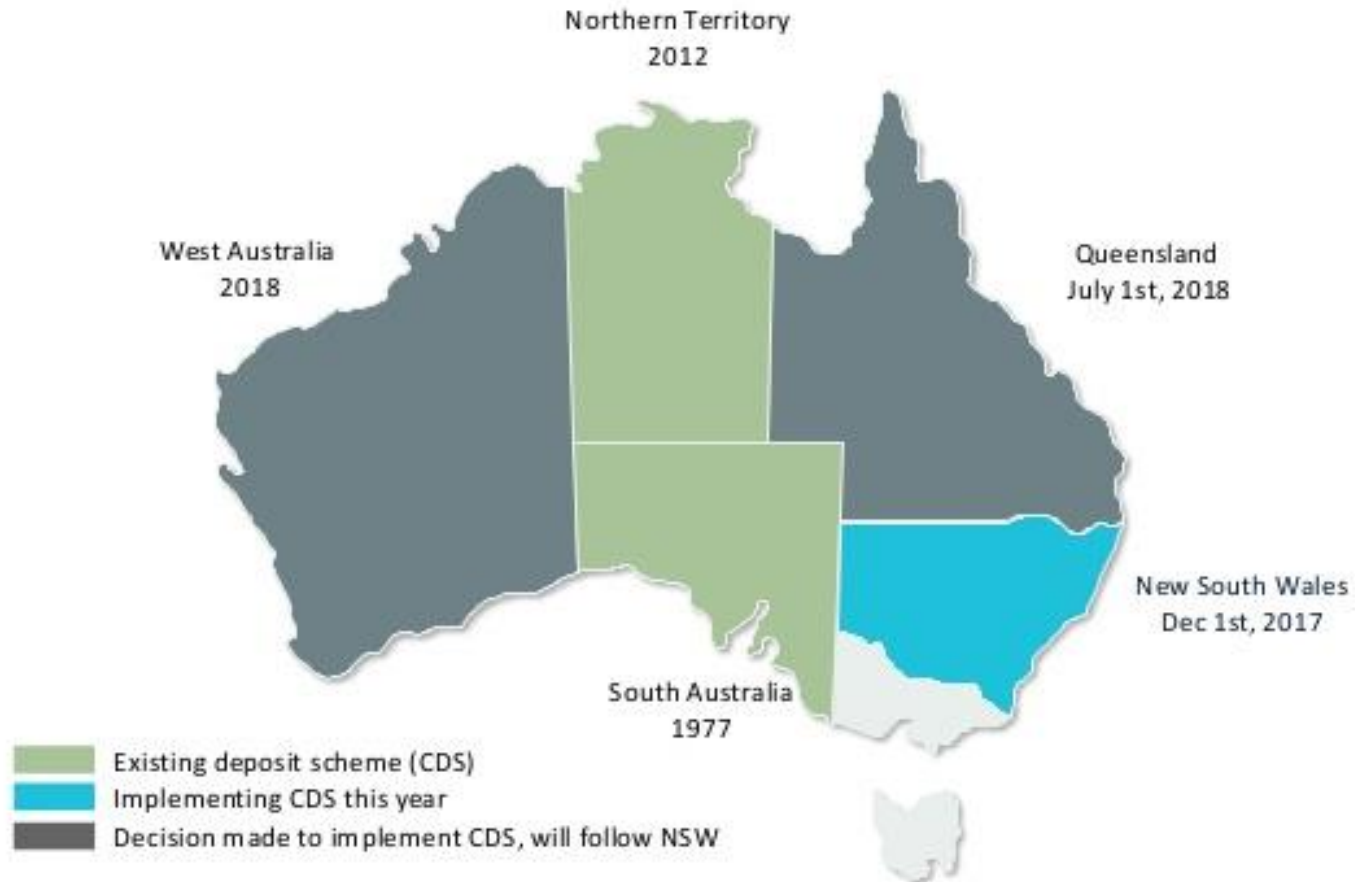 Northern Territory
2012
West Australia
2018
Queensland
July 1st, 2018
New South Wales
Dec 1st, 2017
South Australia
1977
Existing deposit scheme (CDS)
Implementing CDS this year
Decision made to implement CDS, will follow NSW